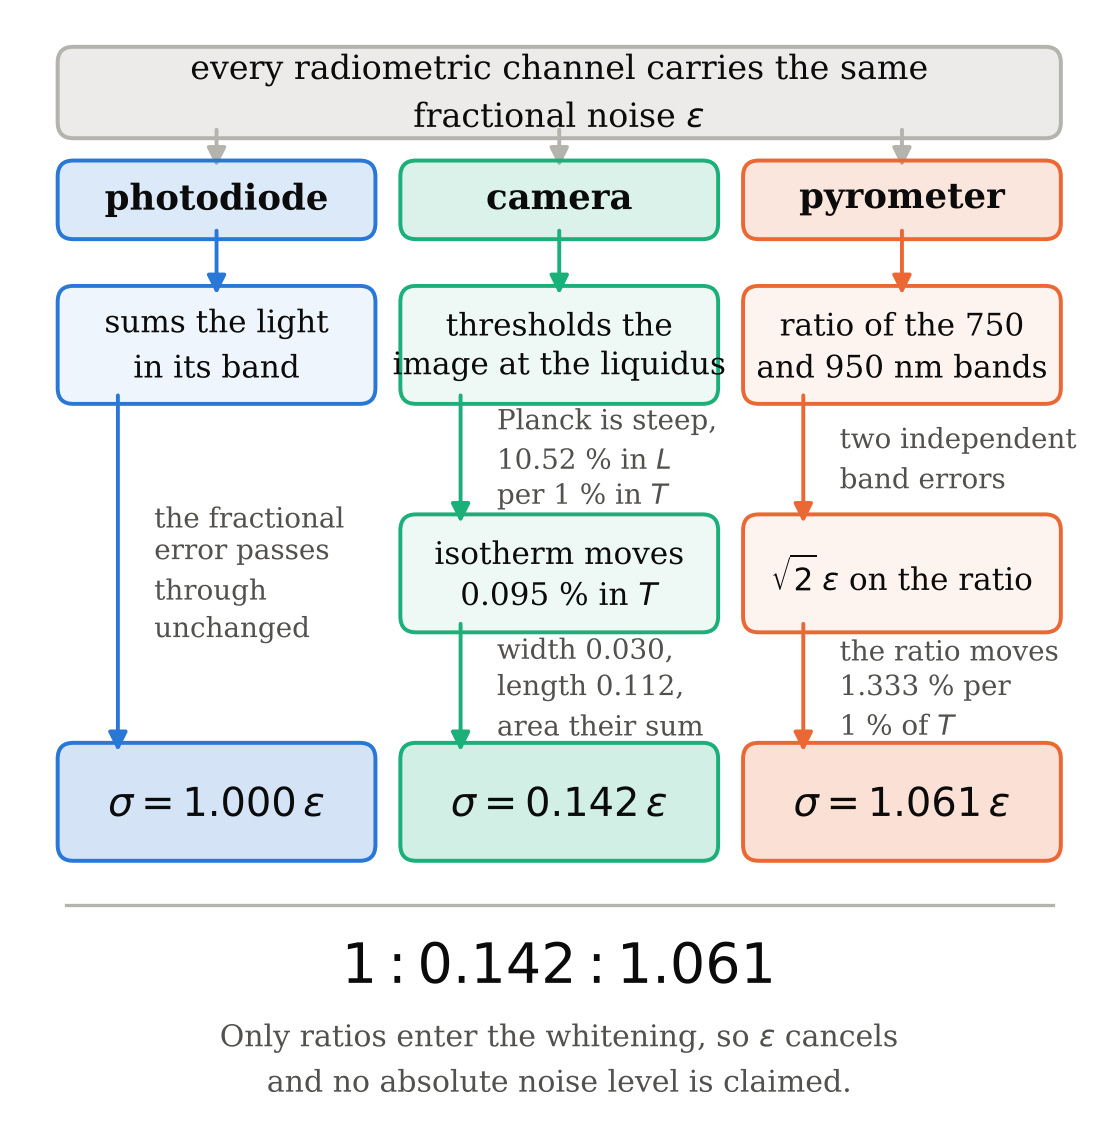 every radiometric channel carries the same
fractional noise ε
photodiode
camera
pyrometer
sums the light
in its band
thresholds the
image at the liquidus
ratio of the 750
and 950 nm bands
the fractional
error passes
through
unchanged
Planck is steep,
10.52 % in L
per 1 % in T
two independent
band errors
isotherm moves
0.095 % in T
√2 ε on the ratio
width 0.030,
length 0.112,
area their sum
the ratio moves
1.333 % per
1 % of T
σ = 1.000 ε
σ = 0.142 ε
σ = 1.061 ε
1 : 0.142 : 1.061
Only ratios enter the whitening, so ε cancels
and no absolute noise level is claimed.